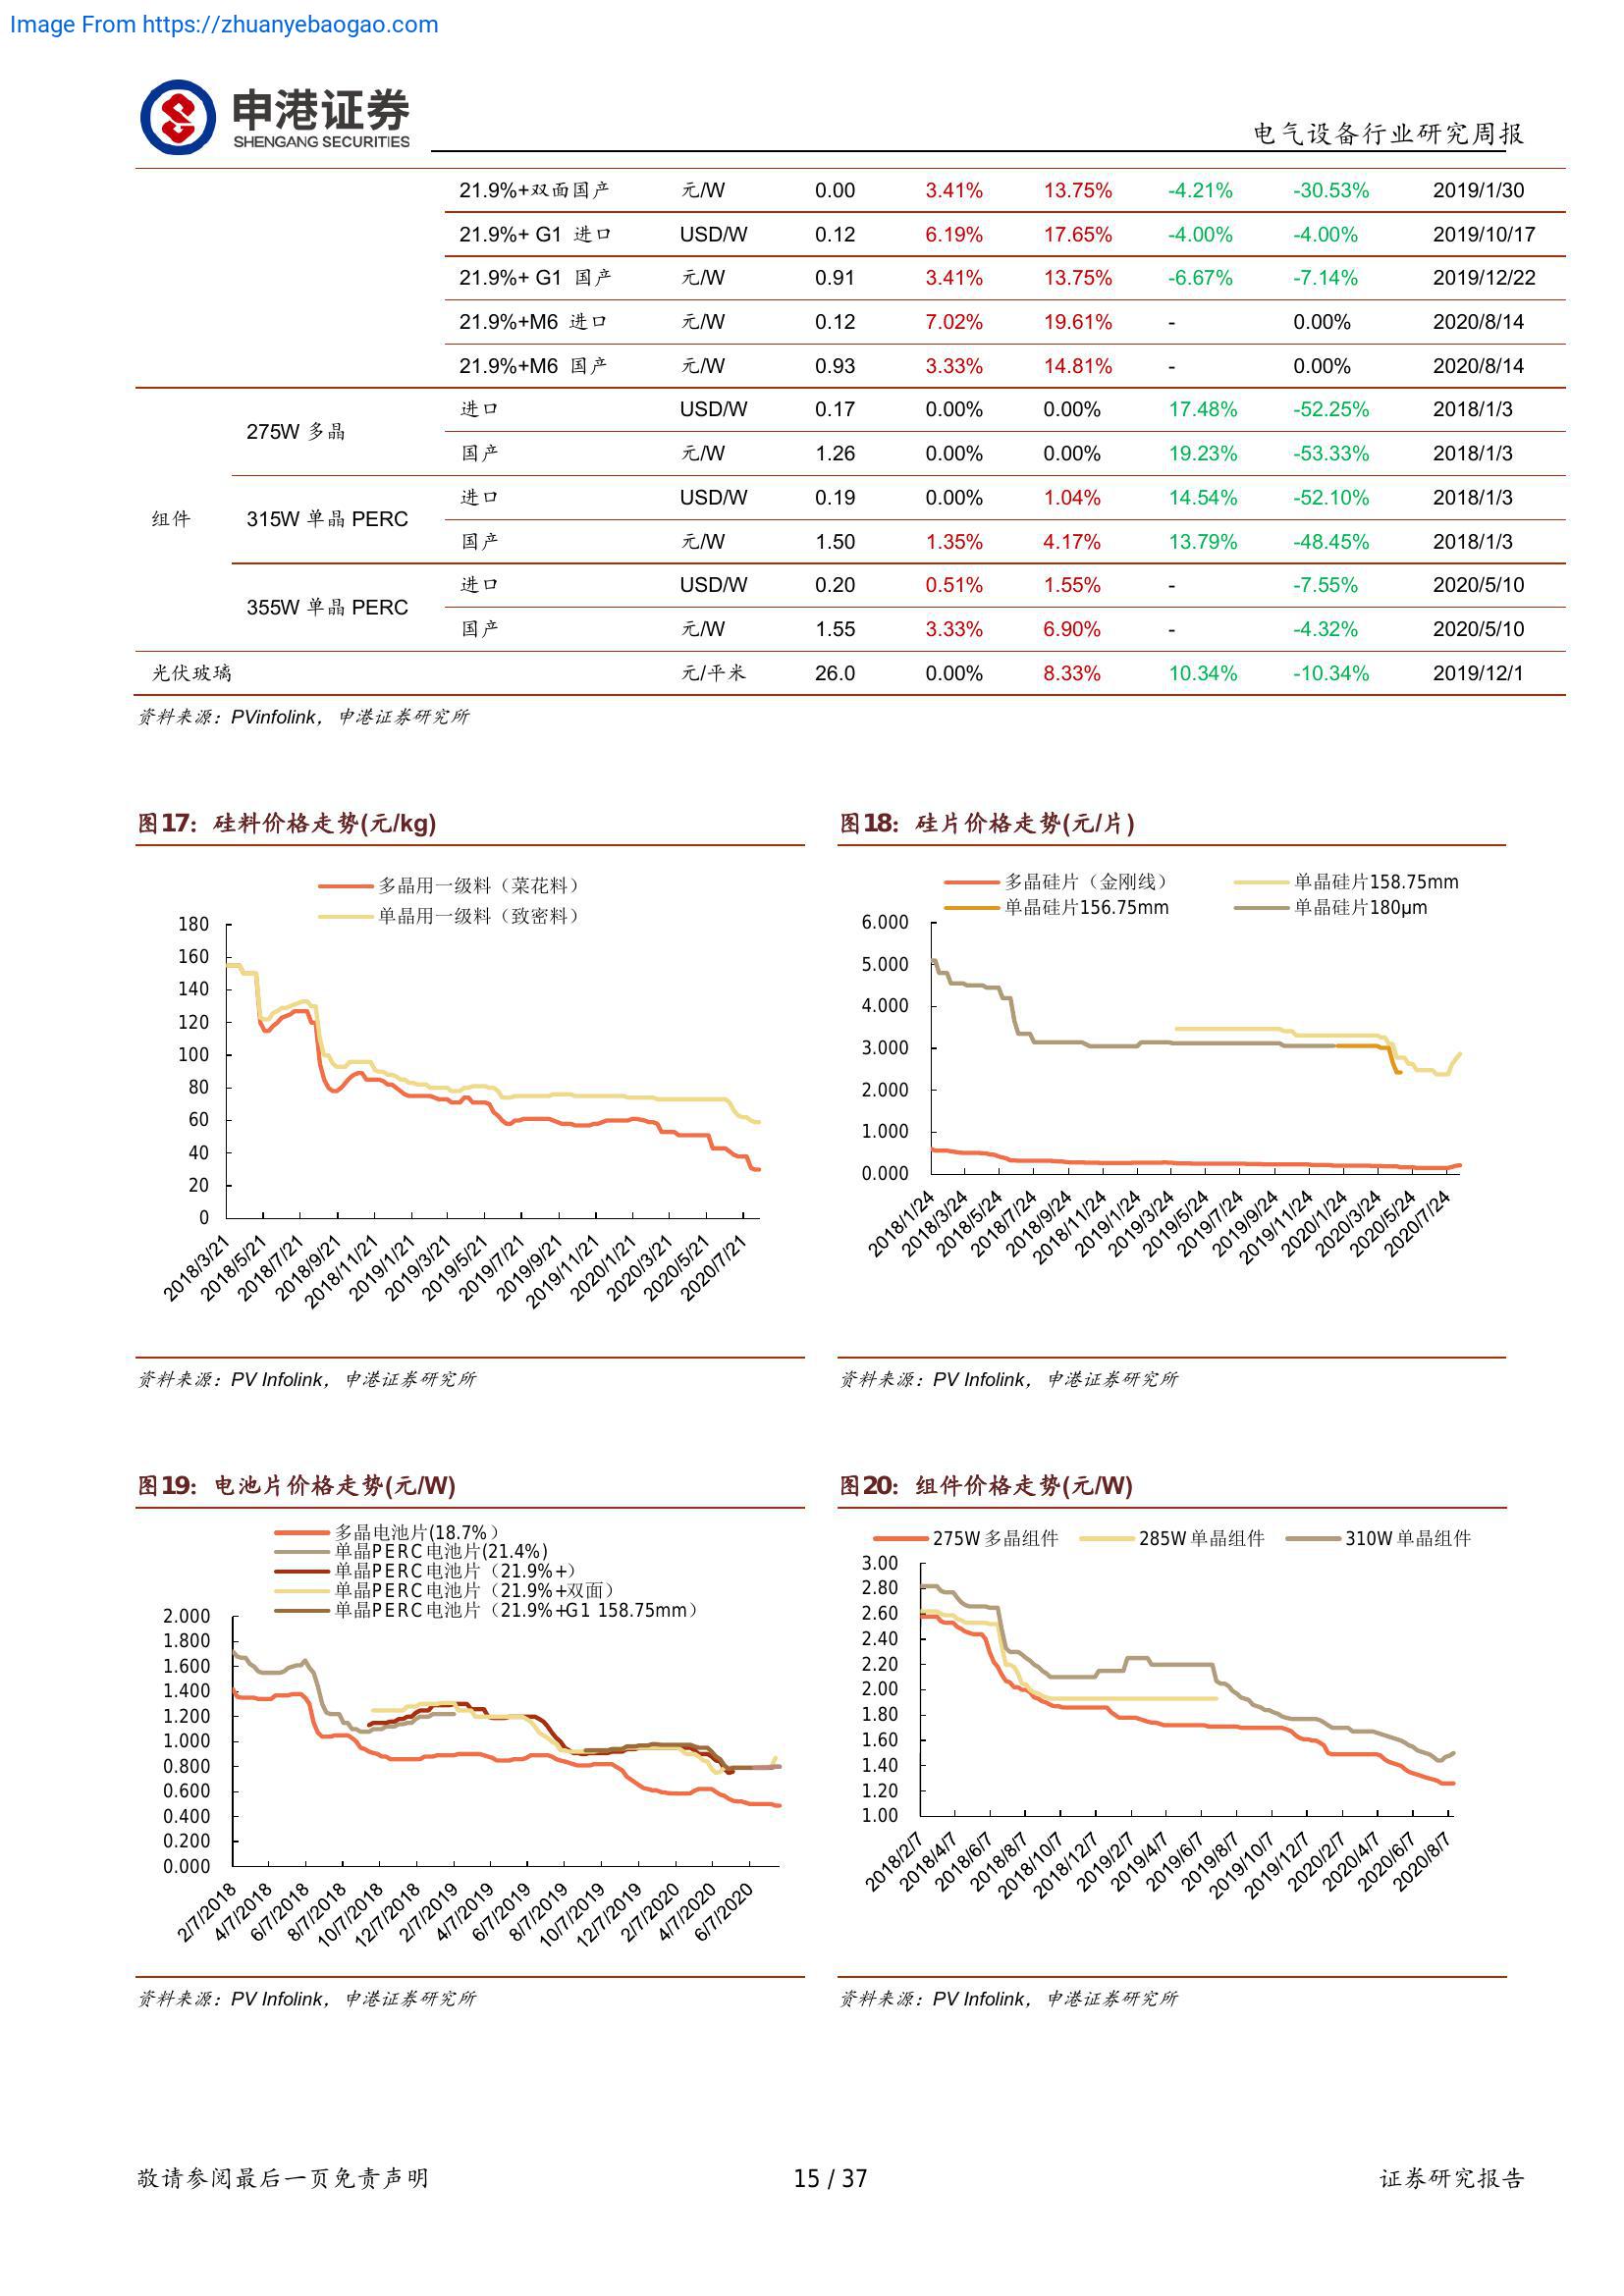 Image From https://zhuanyebaogao.com
申港证券
SHENGANG SECURITIES
电气设备行业研究周报
21.9%+双面国产 元/W 0.00 3.41% 13.75% -4.21% -30.53% 2019/1/30
21.9%+ G1 进口 USD/W 0.12 6.19% 17.65% -4.00% -4.00% 2019/10/17
21.9%+ G1 国产 元/W 0.91 3.41% 13.75% -6.67% -7.14% 2019/12/22
21.9%+M6 进口 元/W 0.12 7.02% 19.61% - 0.00% 2020/8/14
21.9%+M6 国产 元/W 0.93 3.33% 14.81% - 0.00% 2020/8/14
组件
275W 多晶
进口 USD/W 0.17 0.00% 0.00% 17.48% -52.25% 2018/1/3
国产 元/W 1.26 0.00% 0.00% 19.23% -53.33% 2018/1/3
315W 单晶 PERC
进口 USD/W 0.19 0.00% 1.04% 14.54% -52.10% 2018/1/3
国产 元/W 1.50 1.35% 4.17% 13.79% -48.45% 2018/1/3
355W 单晶 PERC
进口 USD/W 0.20 0.51% 1.55% - -7.55% 2020/5/10
国产 元/W 1.55 3.33% 6.90% - -4.32% 2020/5/10
光伏玻璃 元/平米 26.0 0.00% 8.33% 10.34% -10.34% 2019/12/1
资料来源：PVinfolink，申港证券研究所
图17：硅料价格走势(元/kg)
多晶用一级料（菜花料）
单晶用一级料（致密料）
180
160
140
120
100
80
60
40
20
0
2018/3/21 2018/5/21 2018/7/21 2018/9/21 2018/11/21 2019/1/21 2019/3/21 2019/5/21 2019/7/21 2019/9/21 2019/11/21 2020/1/21 2020/3/21 2020/5/21 2020/7/21
资料来源：PV Infolink，申港证券研究所
图18：硅片价格走势(元/片)
多晶硅片（金刚线） 单晶硅片158.75mm
单晶硅片156.75mm 单晶硅片180μm
6.000
5.000
4.000
3.000
2.000
1.000
0.000
2018/1/24 2018/3/24 2018/5/24 2018/7/24 2018/9/24 2018/11/24 2019/1/24 2019/3/24 2019/5/24 2019/7/24 2019/9/24 2019/11/24 2020/1/24 2020/3/24 2020/5/24 2020/7/24
资料来源：PV Infolink，申港证券研究所
图19：电池片价格走势(元/W)
多晶电池片(18.7%）
单晶PERC电池片(21.4%)
单晶PERC电池片（21.9%+）
单晶PERC电池片（21.9%+双面）
单晶PERC电池片（21.9%+G1 158.75mm）
2.000
1.800
1.600
1.400
1.200
1.000
0.800
0.600
0.400
0.200
0.000
2/7/2018 4/7/2018 6/7/2018 8/7/2018 10/7/2018 12/7/2018 2/7/2019 4/7/2019 6/7/2019 8/7/2019 10/7/2019 12/7/2019 2/7/2020 4/7/2020 6/7/2020
资料来源：PV Infolink，申港证券研究所
图20：组件价格走势(元/W)
275W多晶组件 285W单晶组件 310W单晶组件
3.00
2.80
2.60
2.40
2.20
2.00
1.80
1.60
1.40
1.20
1.00
2018/2/7 2018/4/7 2018/6/7 2018/8/7 2018/10/7 2018/12/7 2019/2/7 2019/4/7 2019/6/7 2019/8/7 2019/10/7 2019/12/7 2020/2/7 2020/4/7 2020/6/7 2020/8/7
资料来源：PV Infolink，申港证券研究所
敬请参阅最后一页免责声明 15 / 37 证券研究报告